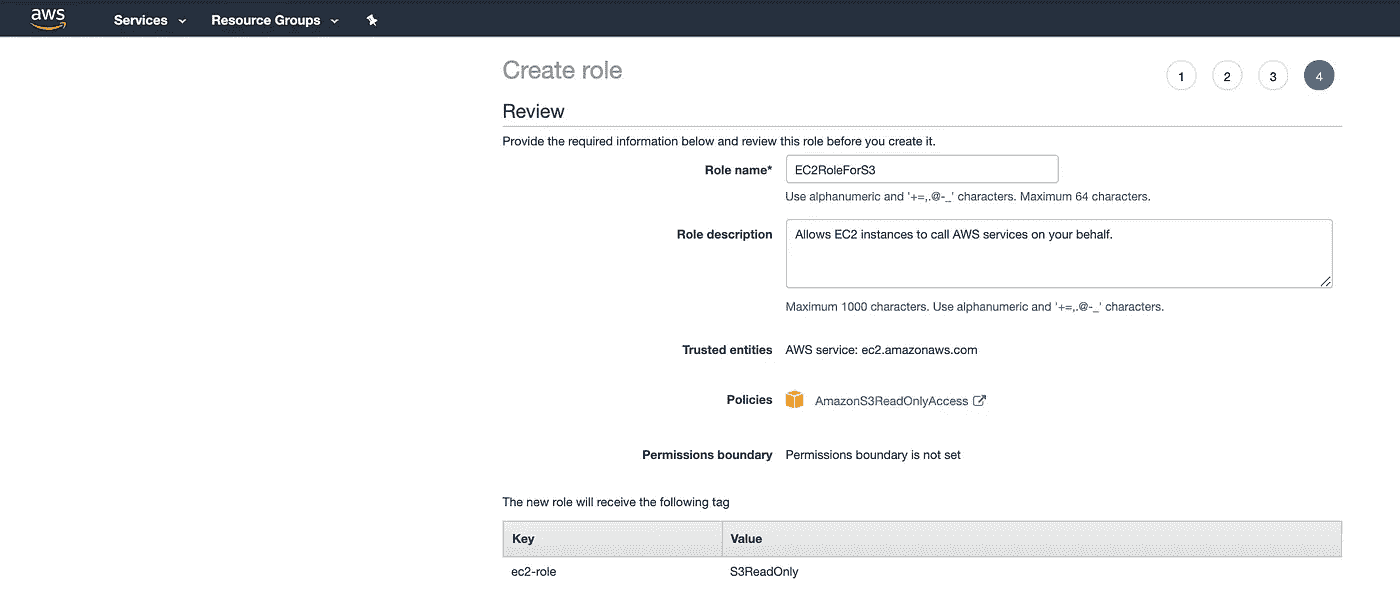 aws Services Resource Groups
Create role 1 2 3 4
Review
Provide the required information below and review this role before you create it.
Role name* EC2RoleForS3
Use alphanumeric and '+=,.@-_' characters. Maximum 64 characters.
Role description Allows EC2 instances to call AWS services on your behalf.
Maximum 1000 characters. Use alphanumeric and '+=,.@-_' characters.
Trusted entities AWS service: ec2.amazonaws.com
Policies AmazonS3ReadOnlyAccess
Permissions boundary Permissions boundary is not set
The new role will receive the following tag
Key Value
ec2-role S3ReadOnly